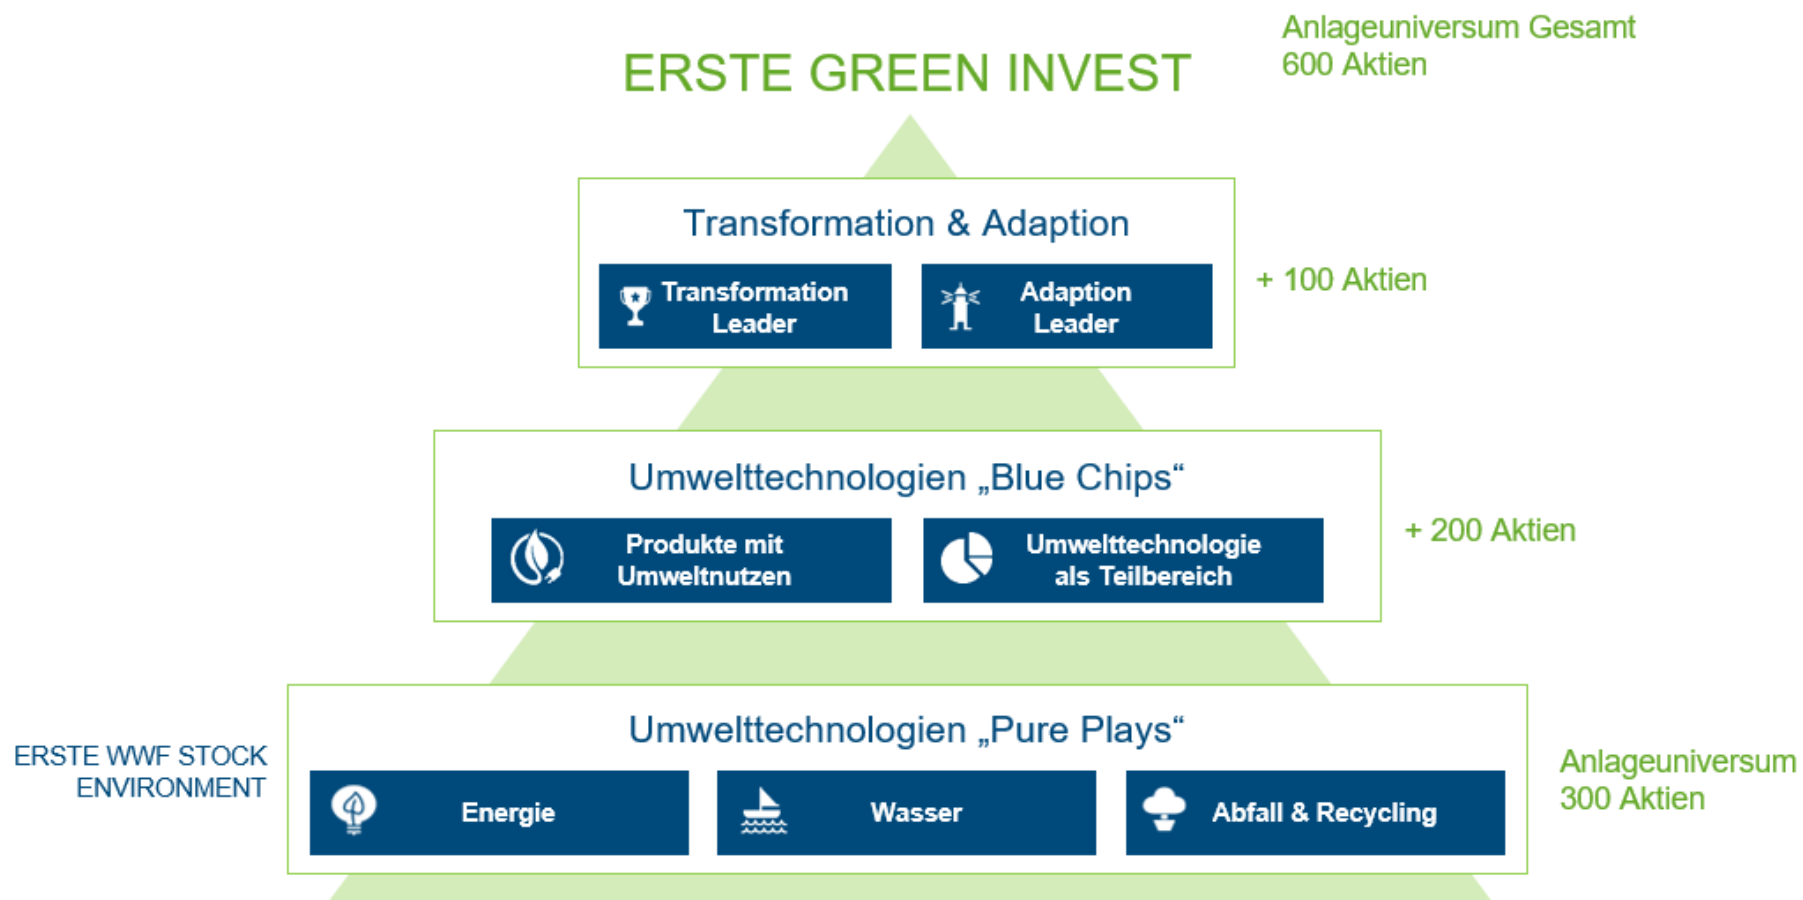 Anlageuniversum Gesamt
600 Aktien
ERSTE GREEN INVEST
Transformation & Adaption
Transformation
Leader
Adaption
Leader
+ 100 Aktien
Umwelttechnologien „Blue Chips“
Produkte mit
Umweltnutzen
Umwelttechnologie
als Teilbereich
+ 200 Aktien
ERSTE WWF STOCK
ENVIRONMENT
Umwelttechnologien „Pure Plays“
Energie
Wasser
Abfall & Recycling
Anlageuniversum
300 Aktien